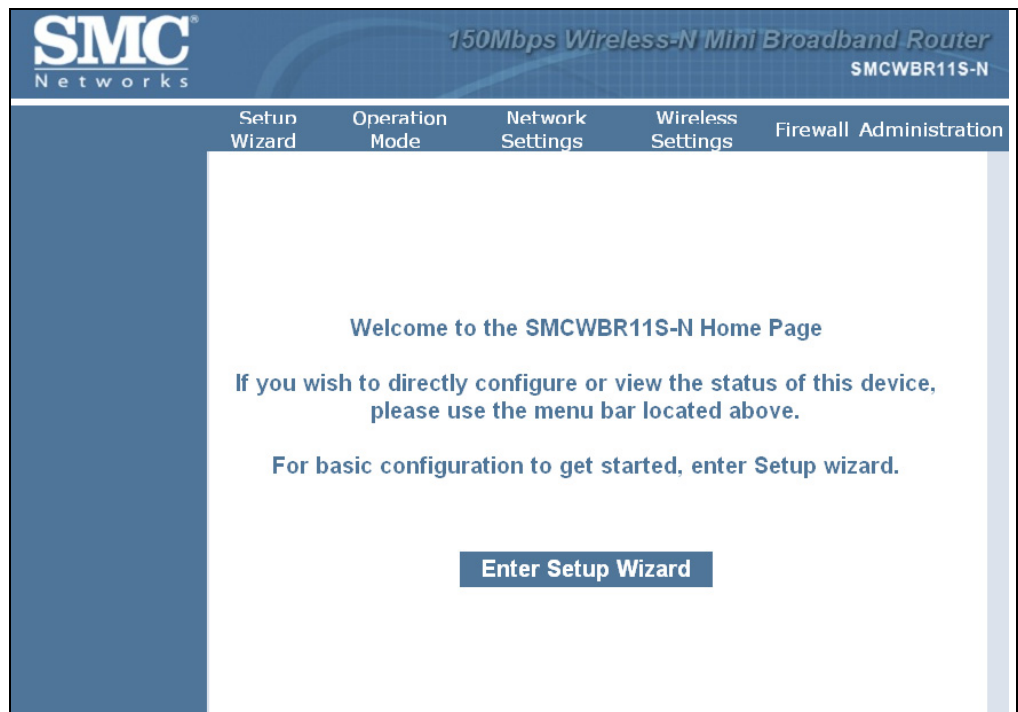 SMC®
Networks
150Mbps Wireless-N Mini Broadband Router
SMCWBR11S-N
Setup Wizard
Operation Mode
Network Settings
Wireless Settings
Firewall
Administration
Welcome to the SMCWBR11S-N Home Page
If you wish to directly configure or view the status of this device,
please use the menu bar located above.
For basic configuration to get started, enter Setup wizard.
Enter Setup Wizard